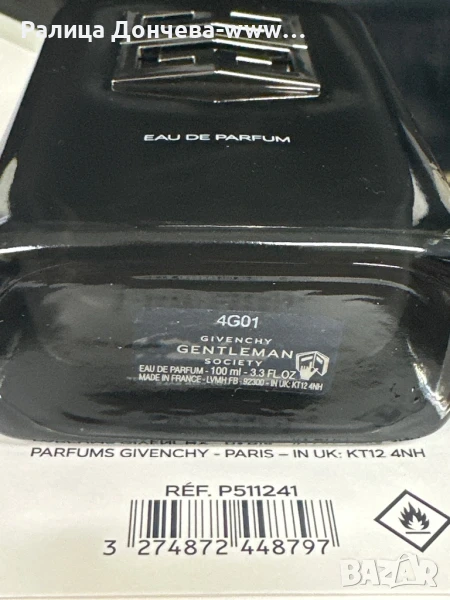 Ралица Дончева-www...
EAU DE PARFUM
4G01
GIVENCHY
GENTLEMAN
SOCIETY
EAU DE PARFUM - 100 ml - 3.3 FL.OZ
MADE IN FRANCE - LVMH FB - 92300 - IN UK: KT12 4NH
PARFUMS GIVENCHY - PARIS – IN UK: KT12 4NH
RÉF. P511241
3 274872 448797
BAZAR